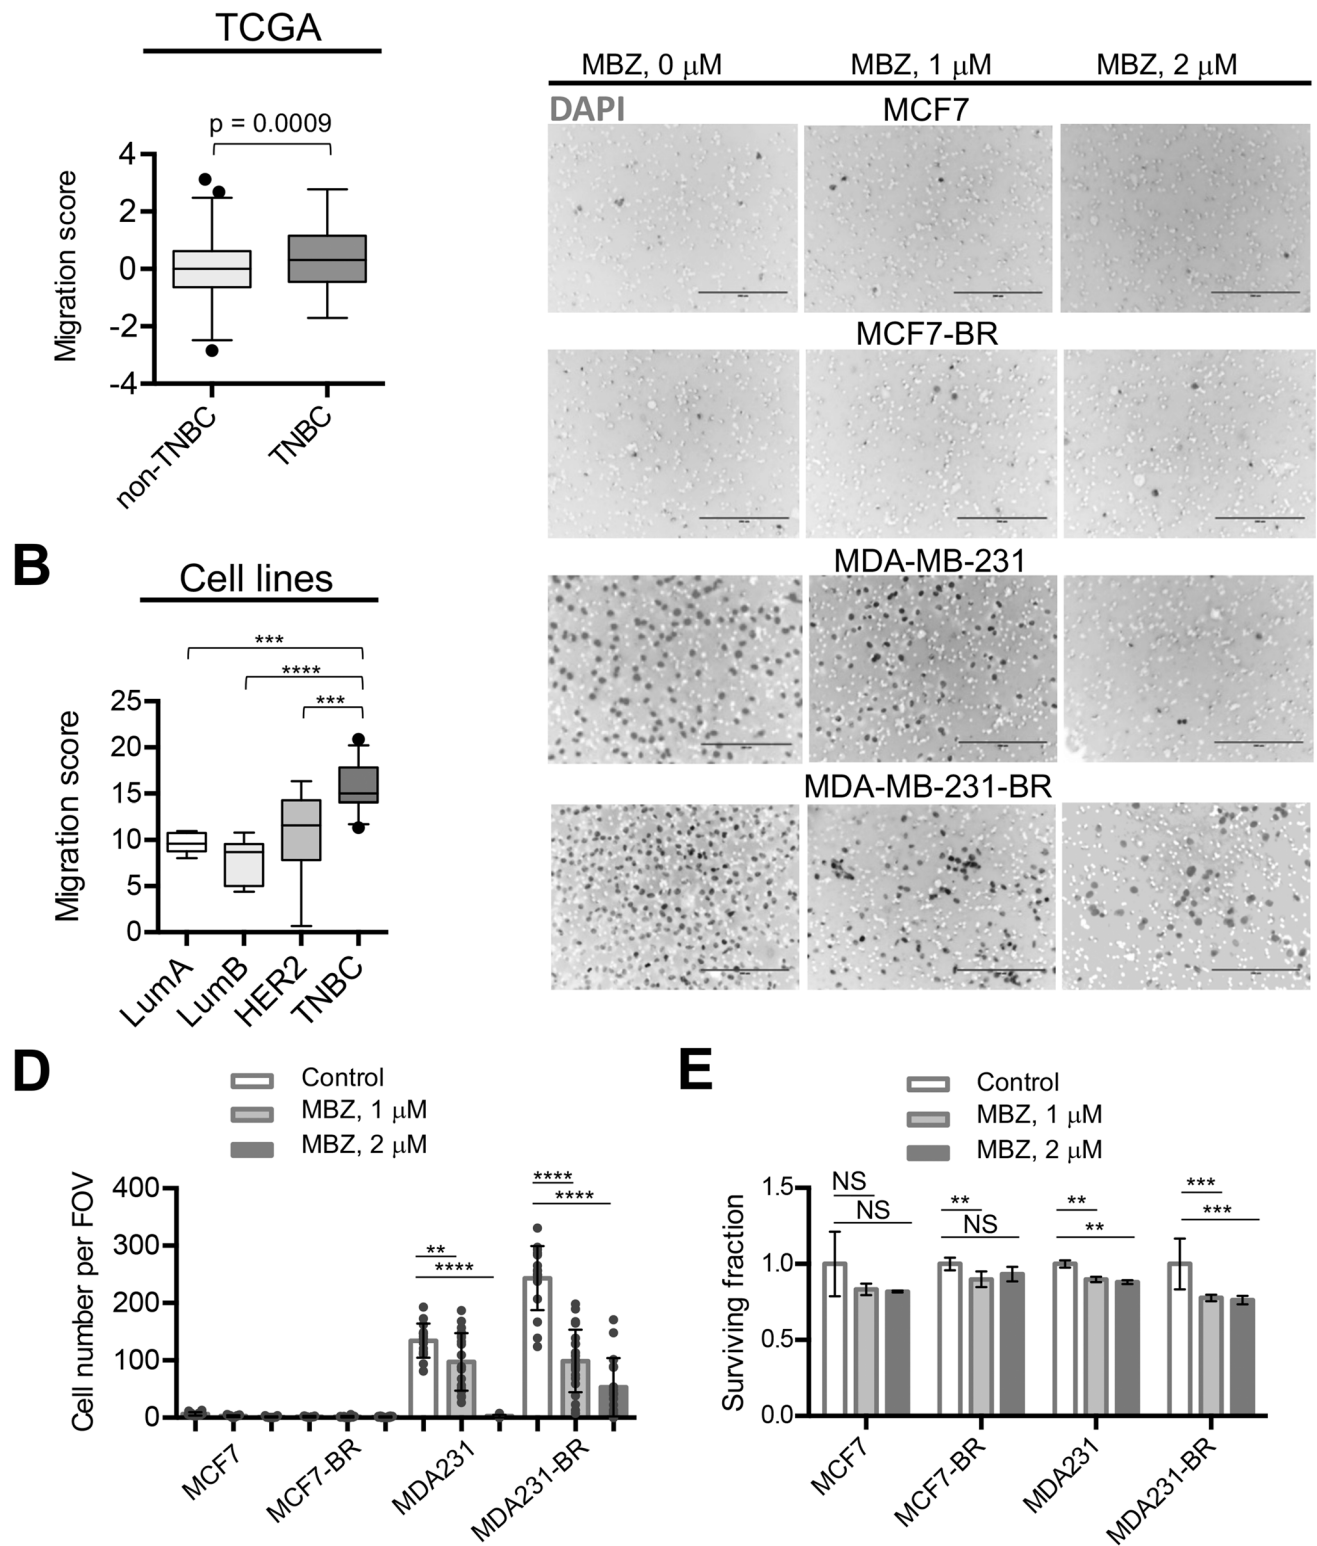 TCGA
p = 0.0009
4
2
0
-2
-4
Migration score
non-TNBC
TNBC
MBZ, 0 μM
MBZ, 1 μM
MBZ, 2 μM
DAPI
MCF7
MCF7-BR
MDA-MB-231
MDA-MB-231-BR
B
Cell lines
***
****
***
25
20
15
10
5
0
Migration score
LumA
LumB
HER2
TNBC
D
Control
MBZ, 1 μM
MBZ, 2 μM
400
300
200
100
0
Cell number per FOV
**
****
****
****
MCF7
MCF7-BR
MDA231
MDA231-BR
E
Control
MBZ, 1 μM
MBZ, 2 μM
1.5
1.0
0.5
0.0
Surviving fraction
NS
NS
**
NS
**
**
***
***
MCF7
MCF7-BR
MDA231
MDA231-BR